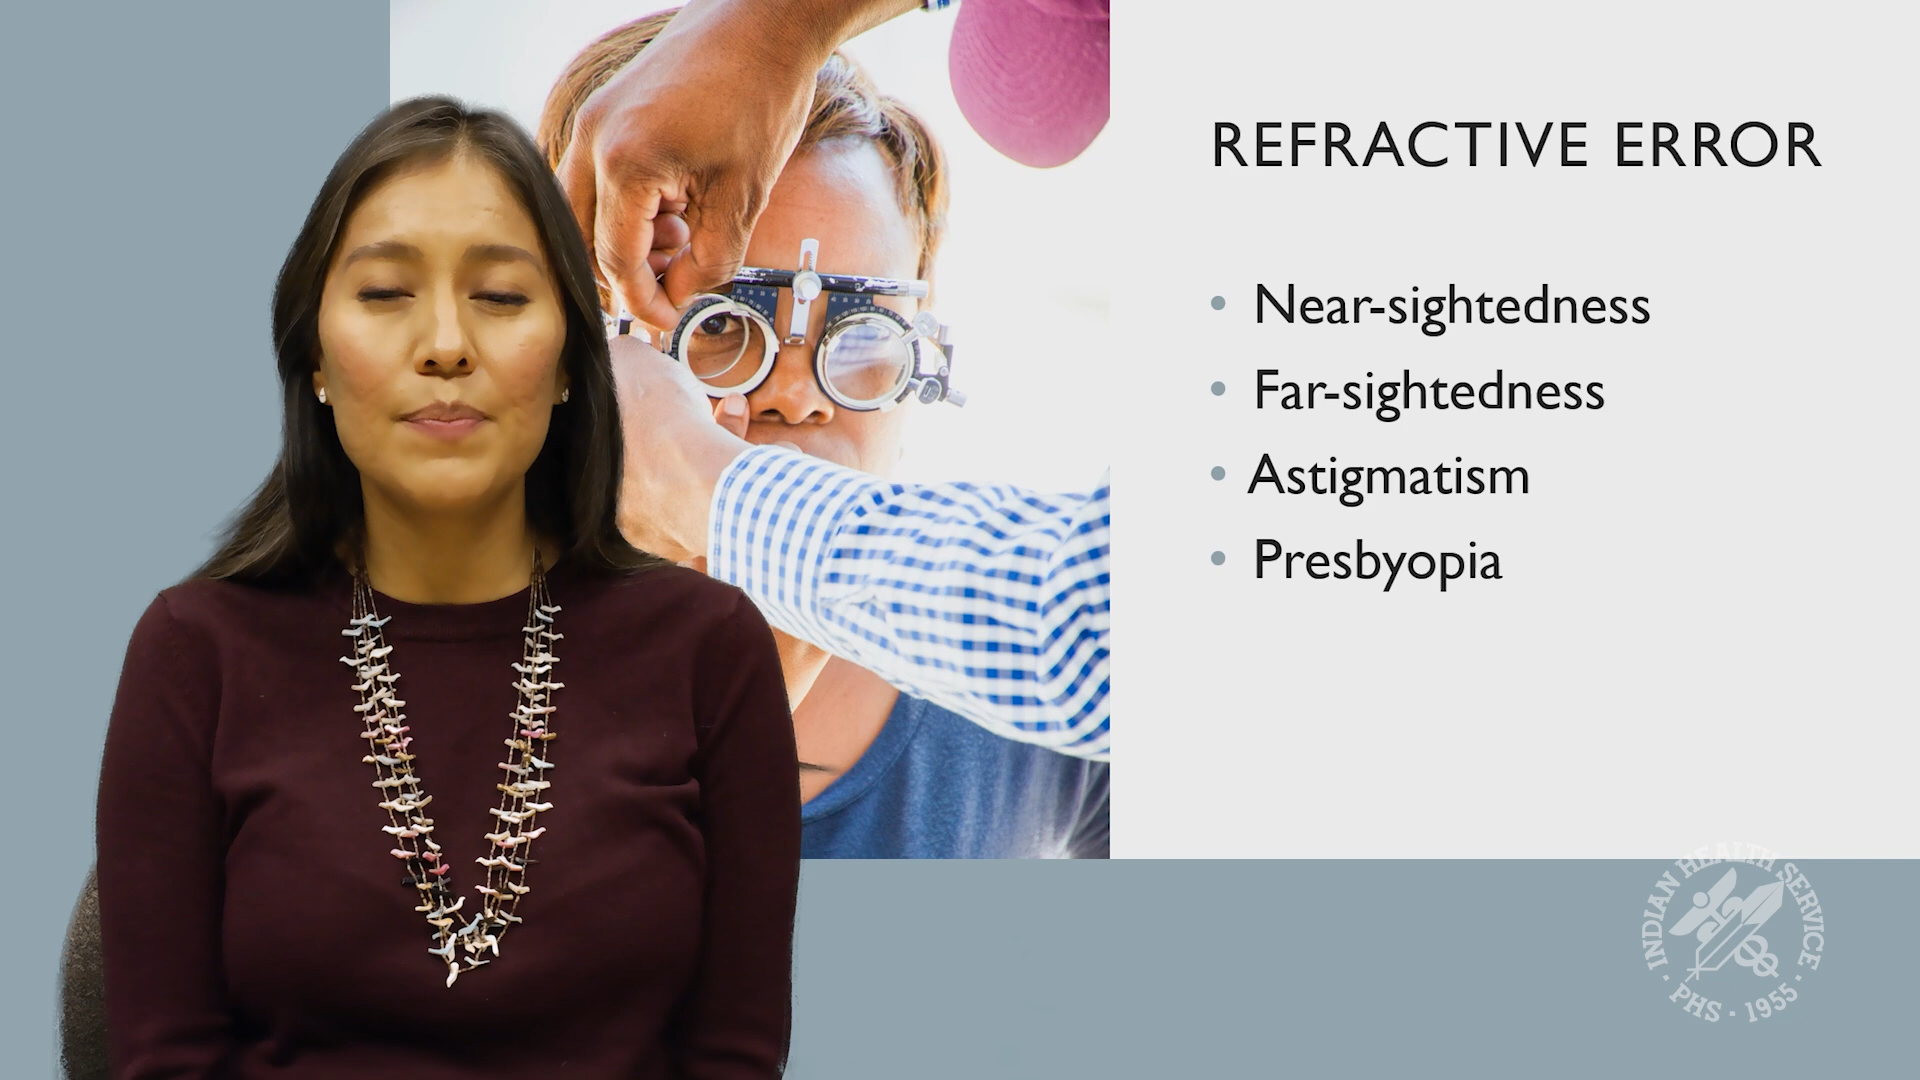 REFRACTIVE ERROR
Near-sightedness
Far-sightedness
Astigmatism
Presbyopia
INDIAN HEALTH SERVICE
PHS · 1955